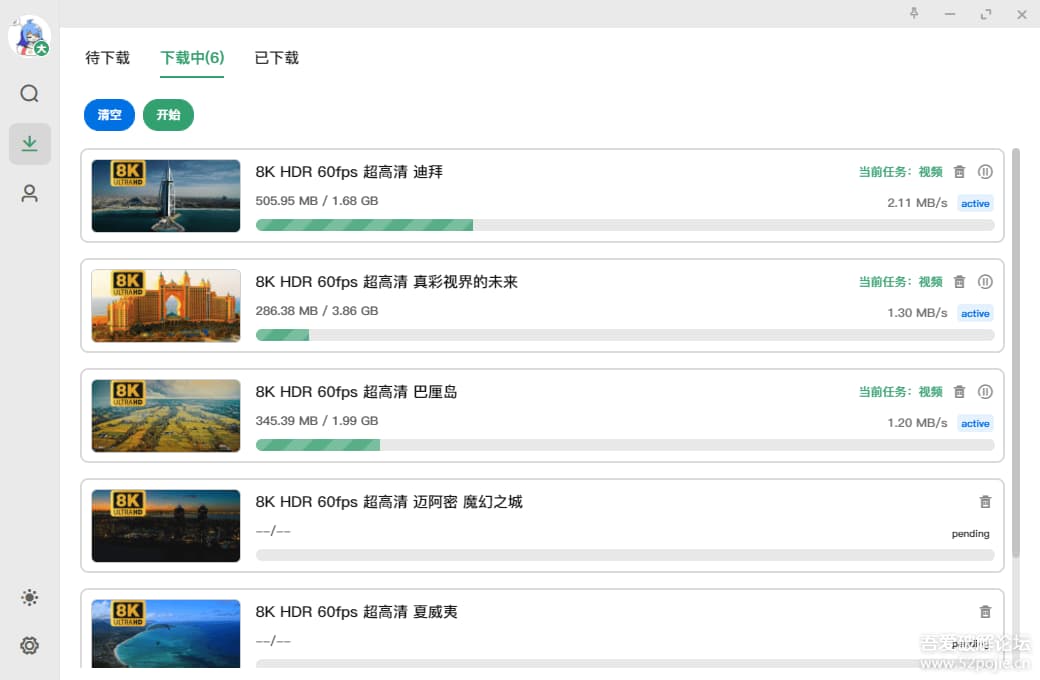 大
待下载 下载中(6) 已下载
清空 开始
8K ULTRA HD
8K HDR 60fps 超高清 迪拜 当前任务：视频
505.95 MB / 1.68 GB 2.11 MB/s active
8K ULTRA HD
8K HDR 60fps 超高清 真彩视界的未来 当前任务：视频
286.38 MB / 3.86 GB 1.30 MB/s active
8K ULTRA HD
8K HDR 60fps 超高清 巴厘岛 当前任务：视频
345.39 MB / 1.99 GB 1.20 MB/s active
8K ULTRA HD
8K HDR 60fps 超高清 迈阿密 魔幻之城
--/-- pending
8K ULTRA HD
8K HDR 60fps 超高清 夏威夷
--/-- pending
吾爱破解论坛
www.52pojie.cn